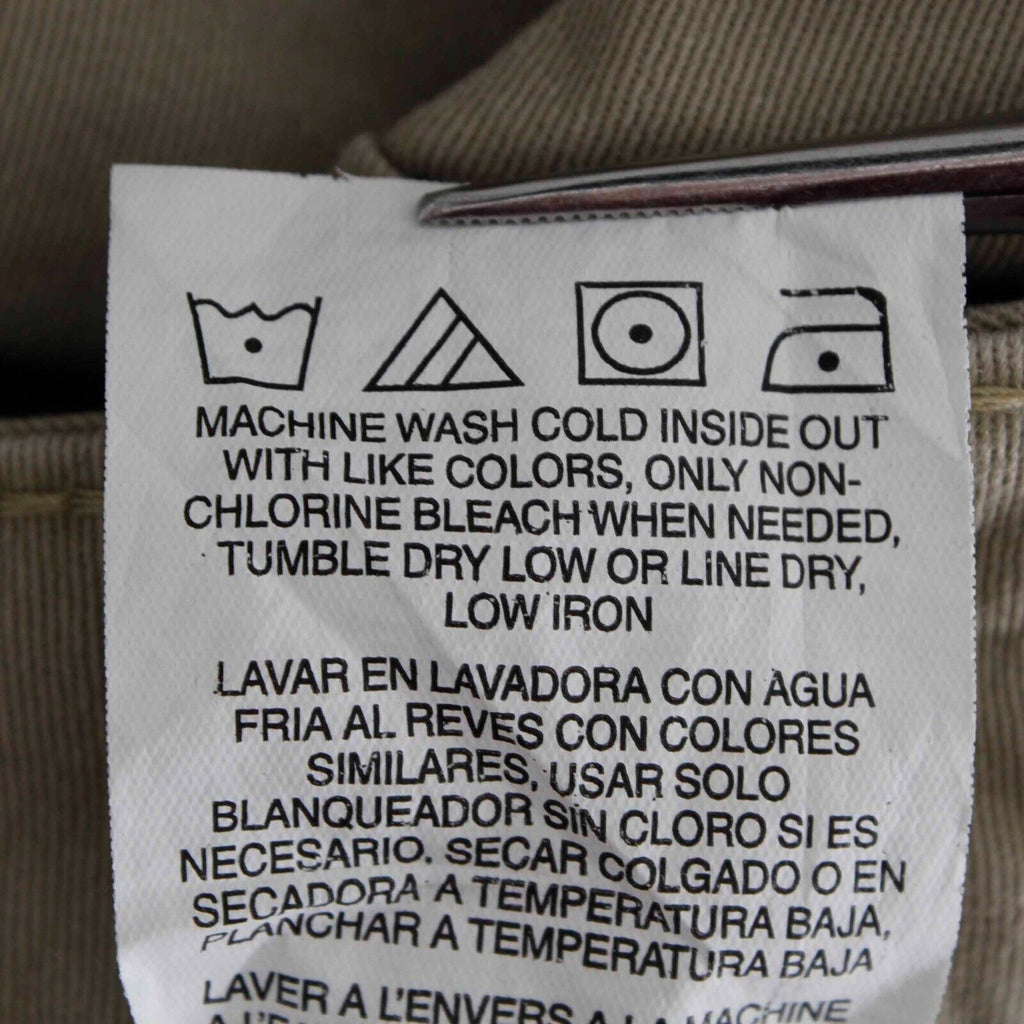 MACHINE WASH COLD INSIDE OUT
WITH LIKE COLORS, ONLY NON-
CHLORINE BLEACH WHEN NEEDED,
TUMBLE DRY LOW OR LINE DRY,
LOW IRON
LAVAR EN LAVADORA CON AGUA
FRIA AL REVES CON COLORES
SIMILARES, USAR SOLO
BLANQUEADOR SIN CLORO SI ES
NECESARIO. SECAR COLGADO O EN
SECADORA A TEMPERATURA BAJA,
PLANCHAR A TEMPERATURA BAJA
LAVER A L'ENVERS A LA MACHINE